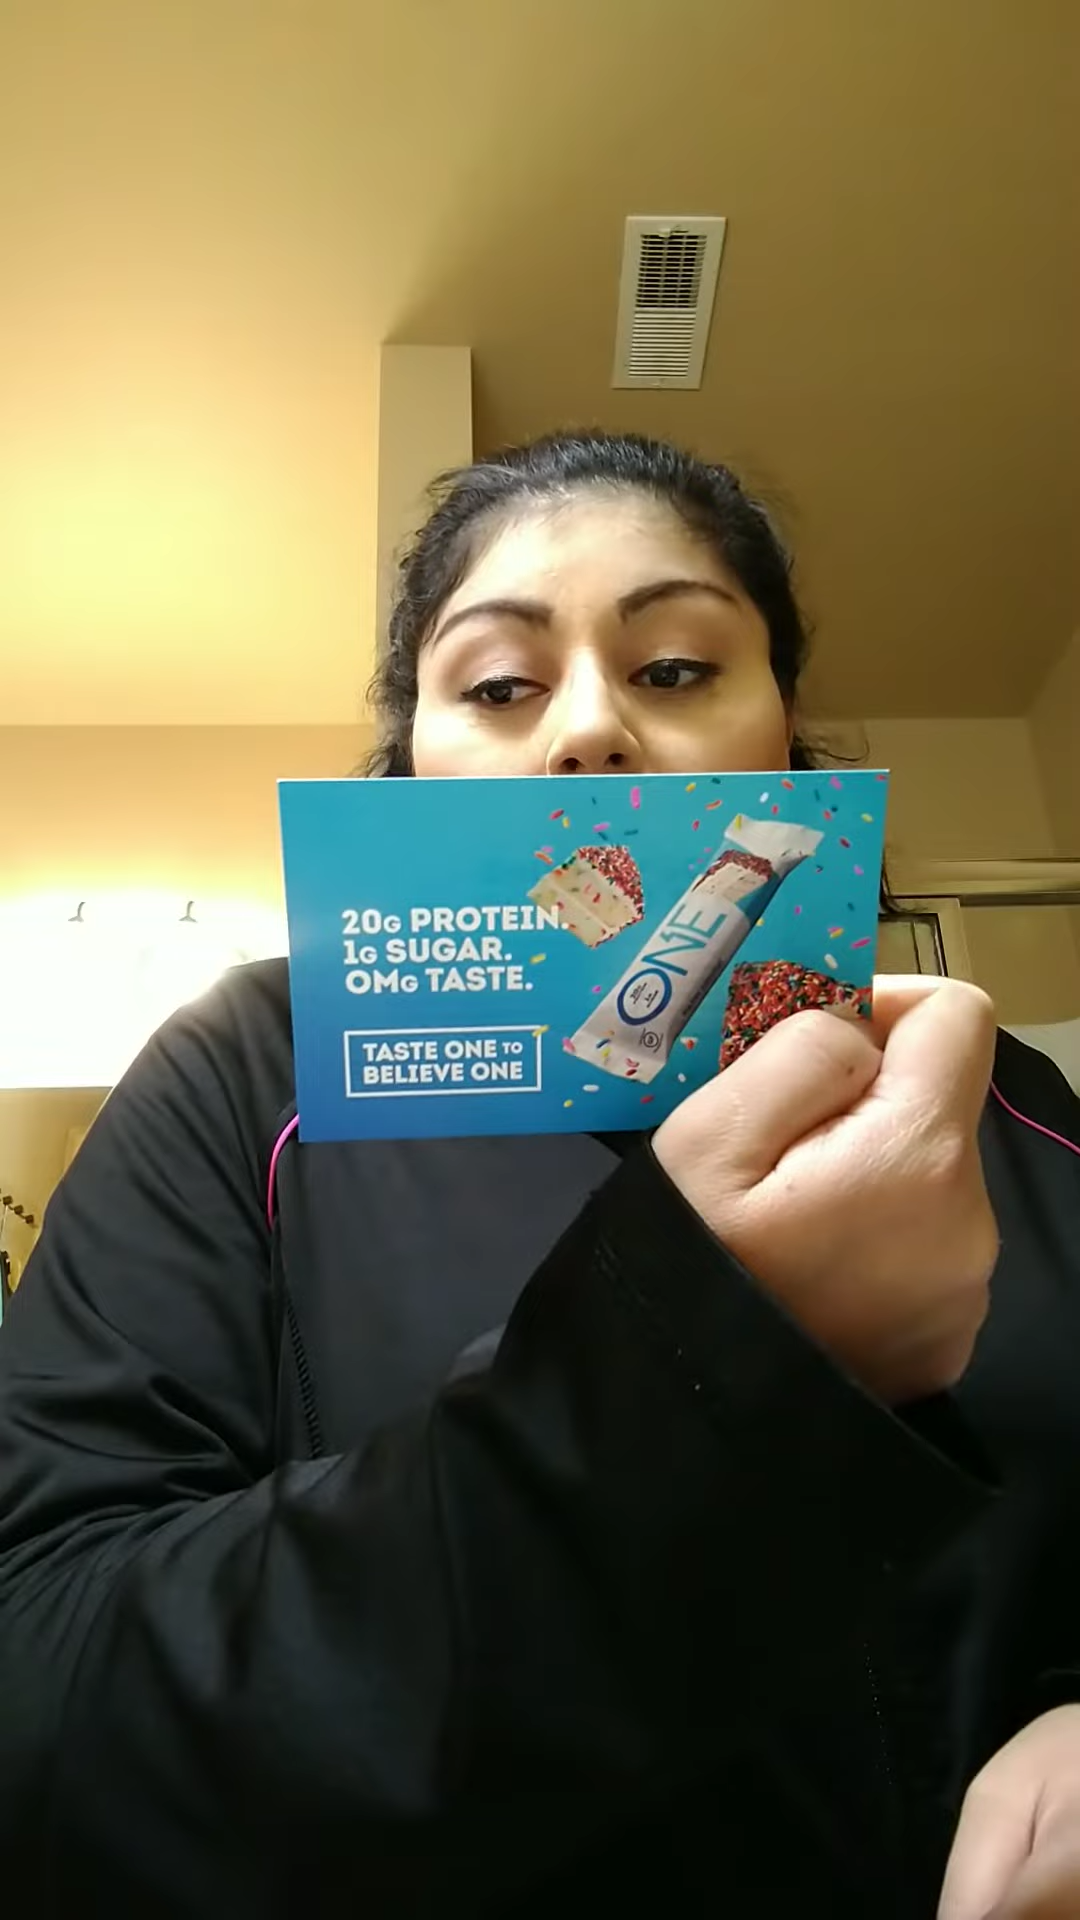 20G PROTEIN.
1G SUGAR.
OMG TASTE.
TASTE ONE TO
BELIEVE ONE
ONE